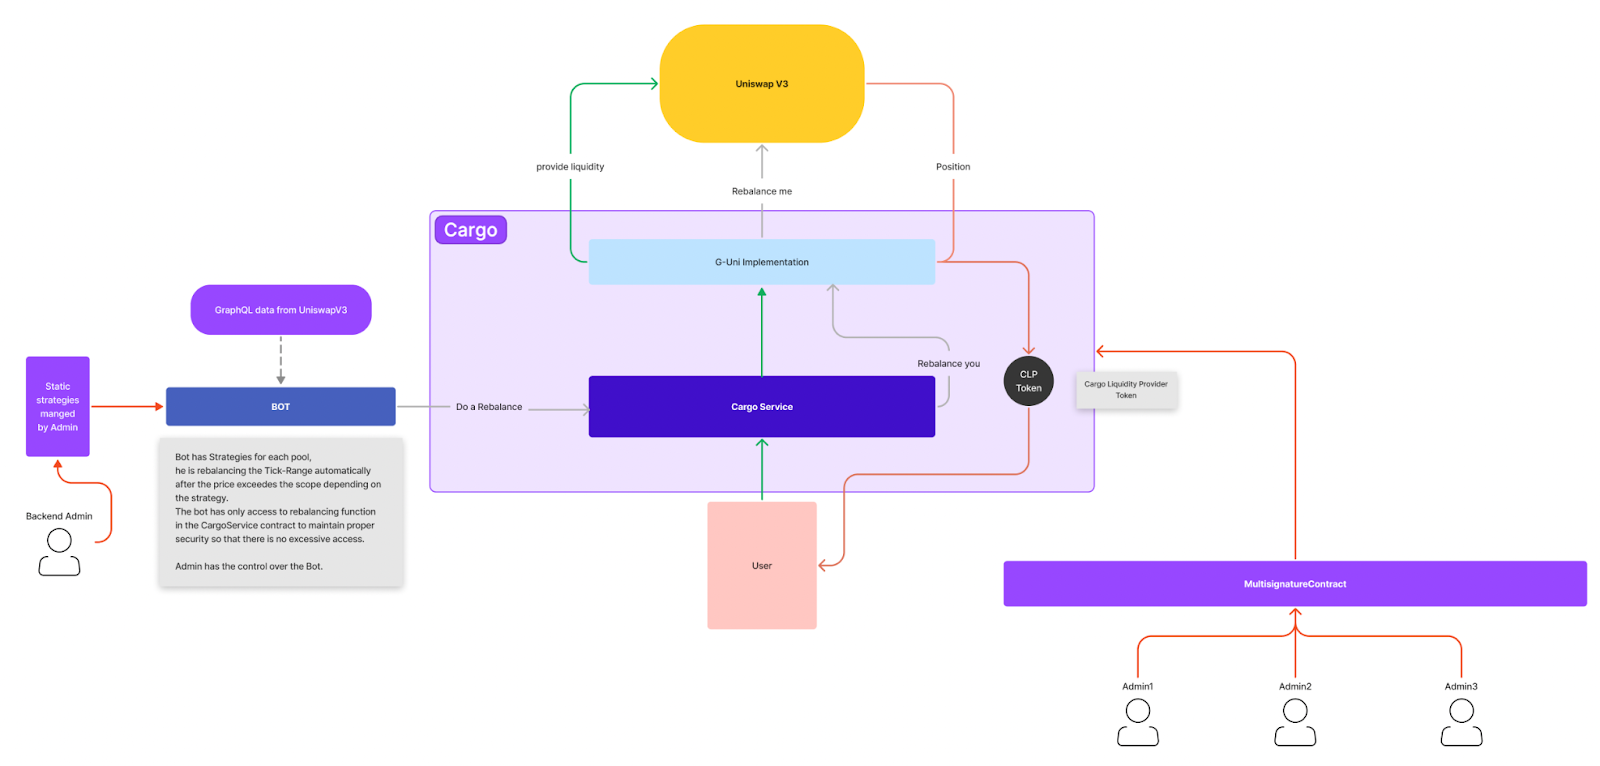 Uniswap V3
provide liquidity
Position
Rebalance me
Cargo
G-Uni Implementation
GraphQL data from UniswapV3
Rebalance you
CLP
Token
Cargo Liquidity Provider
Token
Static
strategies
manged
by Admin
BOT
Do a Rebalance
Cargo Service
Bot has Strategies for each pool,
he is rebalancing the Tick-Range automatically
after the price exceedes the scope depending on
the strategy.
The bot has only access to rebalancing function
in the CargoService contract to maintain proper
security so that there is no excessive access.
Admin has the control over the Bot.
Backend Admin
User
MultisignatureContract
Admin1
Admin2
Admin3